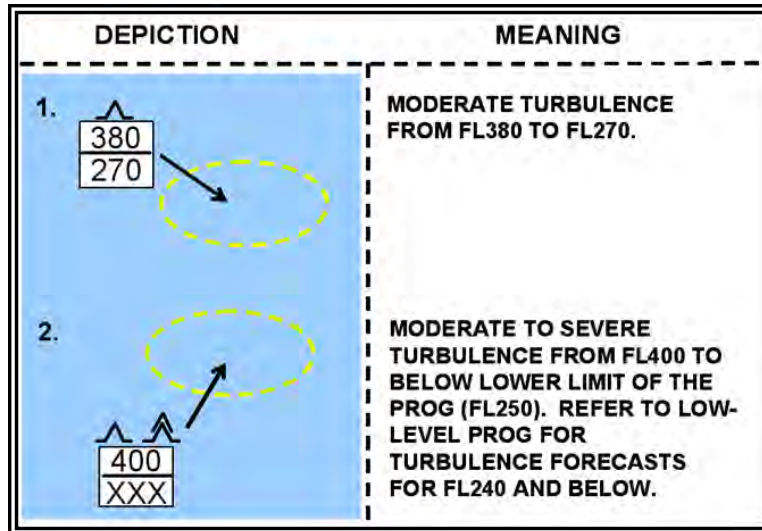 DEPICTION
MEANING
1.
380
270
MODERATE TURBULENCE
FROM FL380 TO FL270.
2.
400
XXX
MODERATE TO SEVERE
TURBULENCE FROM FL400 TO
BELOW LOWER LIMIT OF THE
PROG (FL250). REFER TO LOW-
LEVEL PROG FOR
TURBULENCE FORECASTS
FOR FL240 AND BELOW.